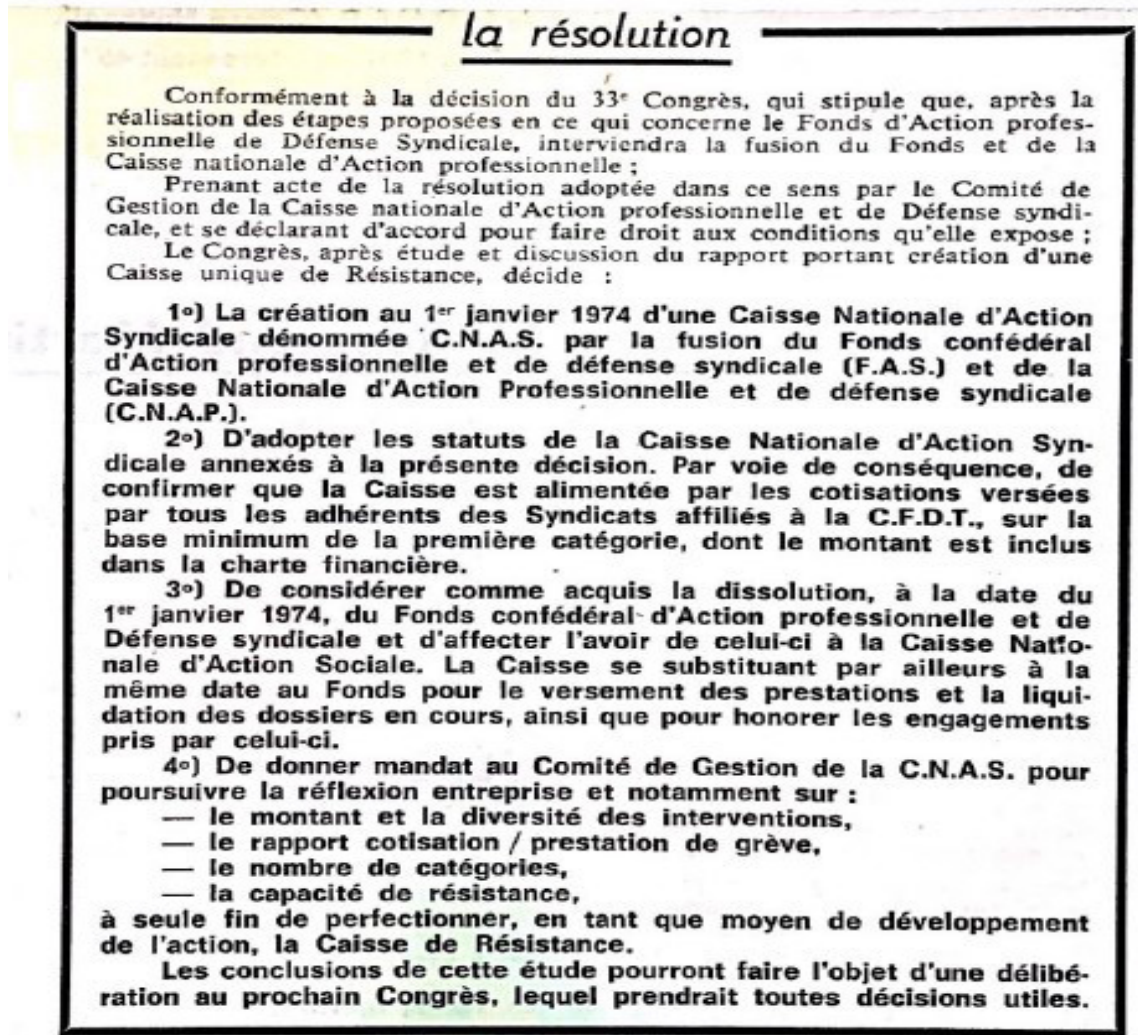 la résolution
Conformément à la décision du 33e Congrès, qui stipule que, après la
réalisation des étapes proposées en ce qui concerne le Fonds d'Action profes-
sionnelle de Défense Syndicale, interviendra la fusion du Fonds et de la
Caisse nationale d'Action professionnelle ;
Prenant acte de la résolution adoptée dans ce sens par le Comité de
Gestion de la Caisse nationale d'Action professionnelle et de Défense syndi-
cale, et se déclarant d'accord pour faire droit aux conditions qu'elle expose ;
Le Congrès, après étude et discussion du rapport portant création d'une
Caisse unique de Résistance, décide :
1o) La création au 1er janvier 1974 d'une Caisse Nationale d'Action
Syndicale dénommée C.N.A.S. par la fusion du Fonds confédéral
d'Action professionnelle et de défense syndicale (F.A.S.) et de la
Caisse Nationale d'Action Professionnelle et de défense syndicale
(C.N.A.P.).
2o) D'adopter les statuts de la Caisse Nationale d'Action Syn-
dicale annexés à la présente décision. Par voie de conséquence, de
confirmer que la Caisse est alimentée par les cotisations versées
par tous les adhérents des Syndicats affiliés à la C.F.D.T., sur la
base minimum de la première catégorie, dont le montant est inclus
dans la charte financière.
3o) De considérer comme acquis la dissolution, à la date du
1er janvier 1974, du Fonds confédéral d'Action professionnelle et de
Défense syndicale et d'affecter l'avoir de celui-ci à la Caisse Natio-
nale d'Action Sociale. La Caisse se substituant par ailleurs à la
même date au Fonds pour le versement des prestations et la liqui-
dation des dossiers en cours, ainsi que pour honorer les engagements
pris par celui-ci.
4o) De donner mandat au Comité de Gestion de la C.N.A.S. pour
poursuivre la réflexion entreprise et notamment sur :
— le montant et la diversité des interventions,
— le rapport cotisation / prestation de grève,
— le nombre de catégories,
— la capacité de résistance,
à seule fin de perfectionner, en tant que moyen de développement
de l'action, la Caisse de Résistance.
Les conclusions de cette étude pourront faire l'objet d'une délibé-
ration au prochain Congrès, lequel prendrait toutes décisions utiles.